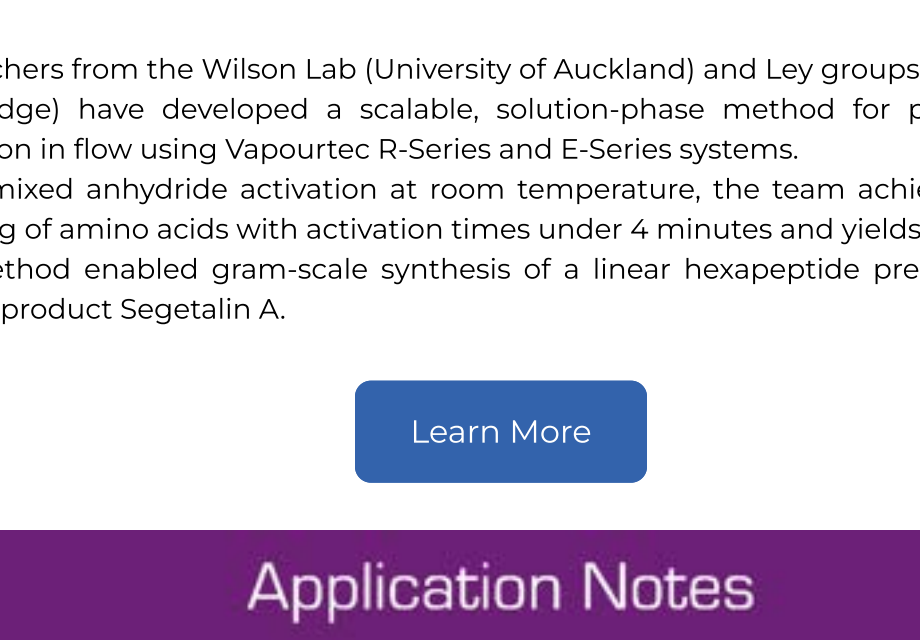 chers from the Wilson Lab (University of Auckland) and Ley groups
dge) have developed a scalable, solution-phase method for p
on in flow using Vapourtec R-Series and E-Series systems.
mixed anhydride activation at room temperature, the team achie
g of amino acids with activation times under 4 minutes and yields
ethod enabled gram-scale synthesis of a linear hexapeptide pre
product Segetalin A.
Learn More
Application Notes